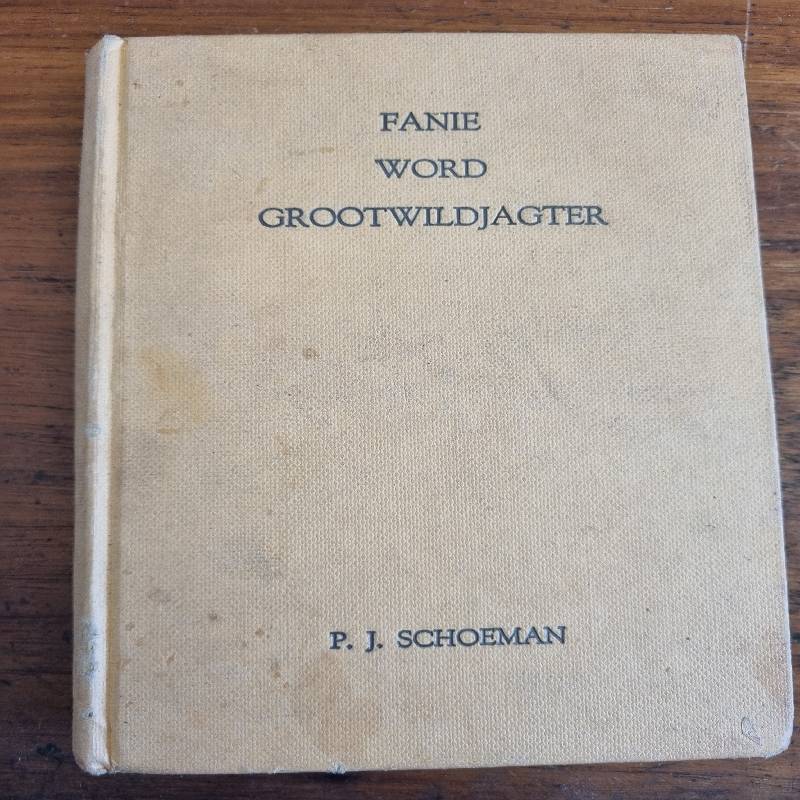 FANIE
WORD
GROOTWILDJAGTER
P. J. SCHOEMAN